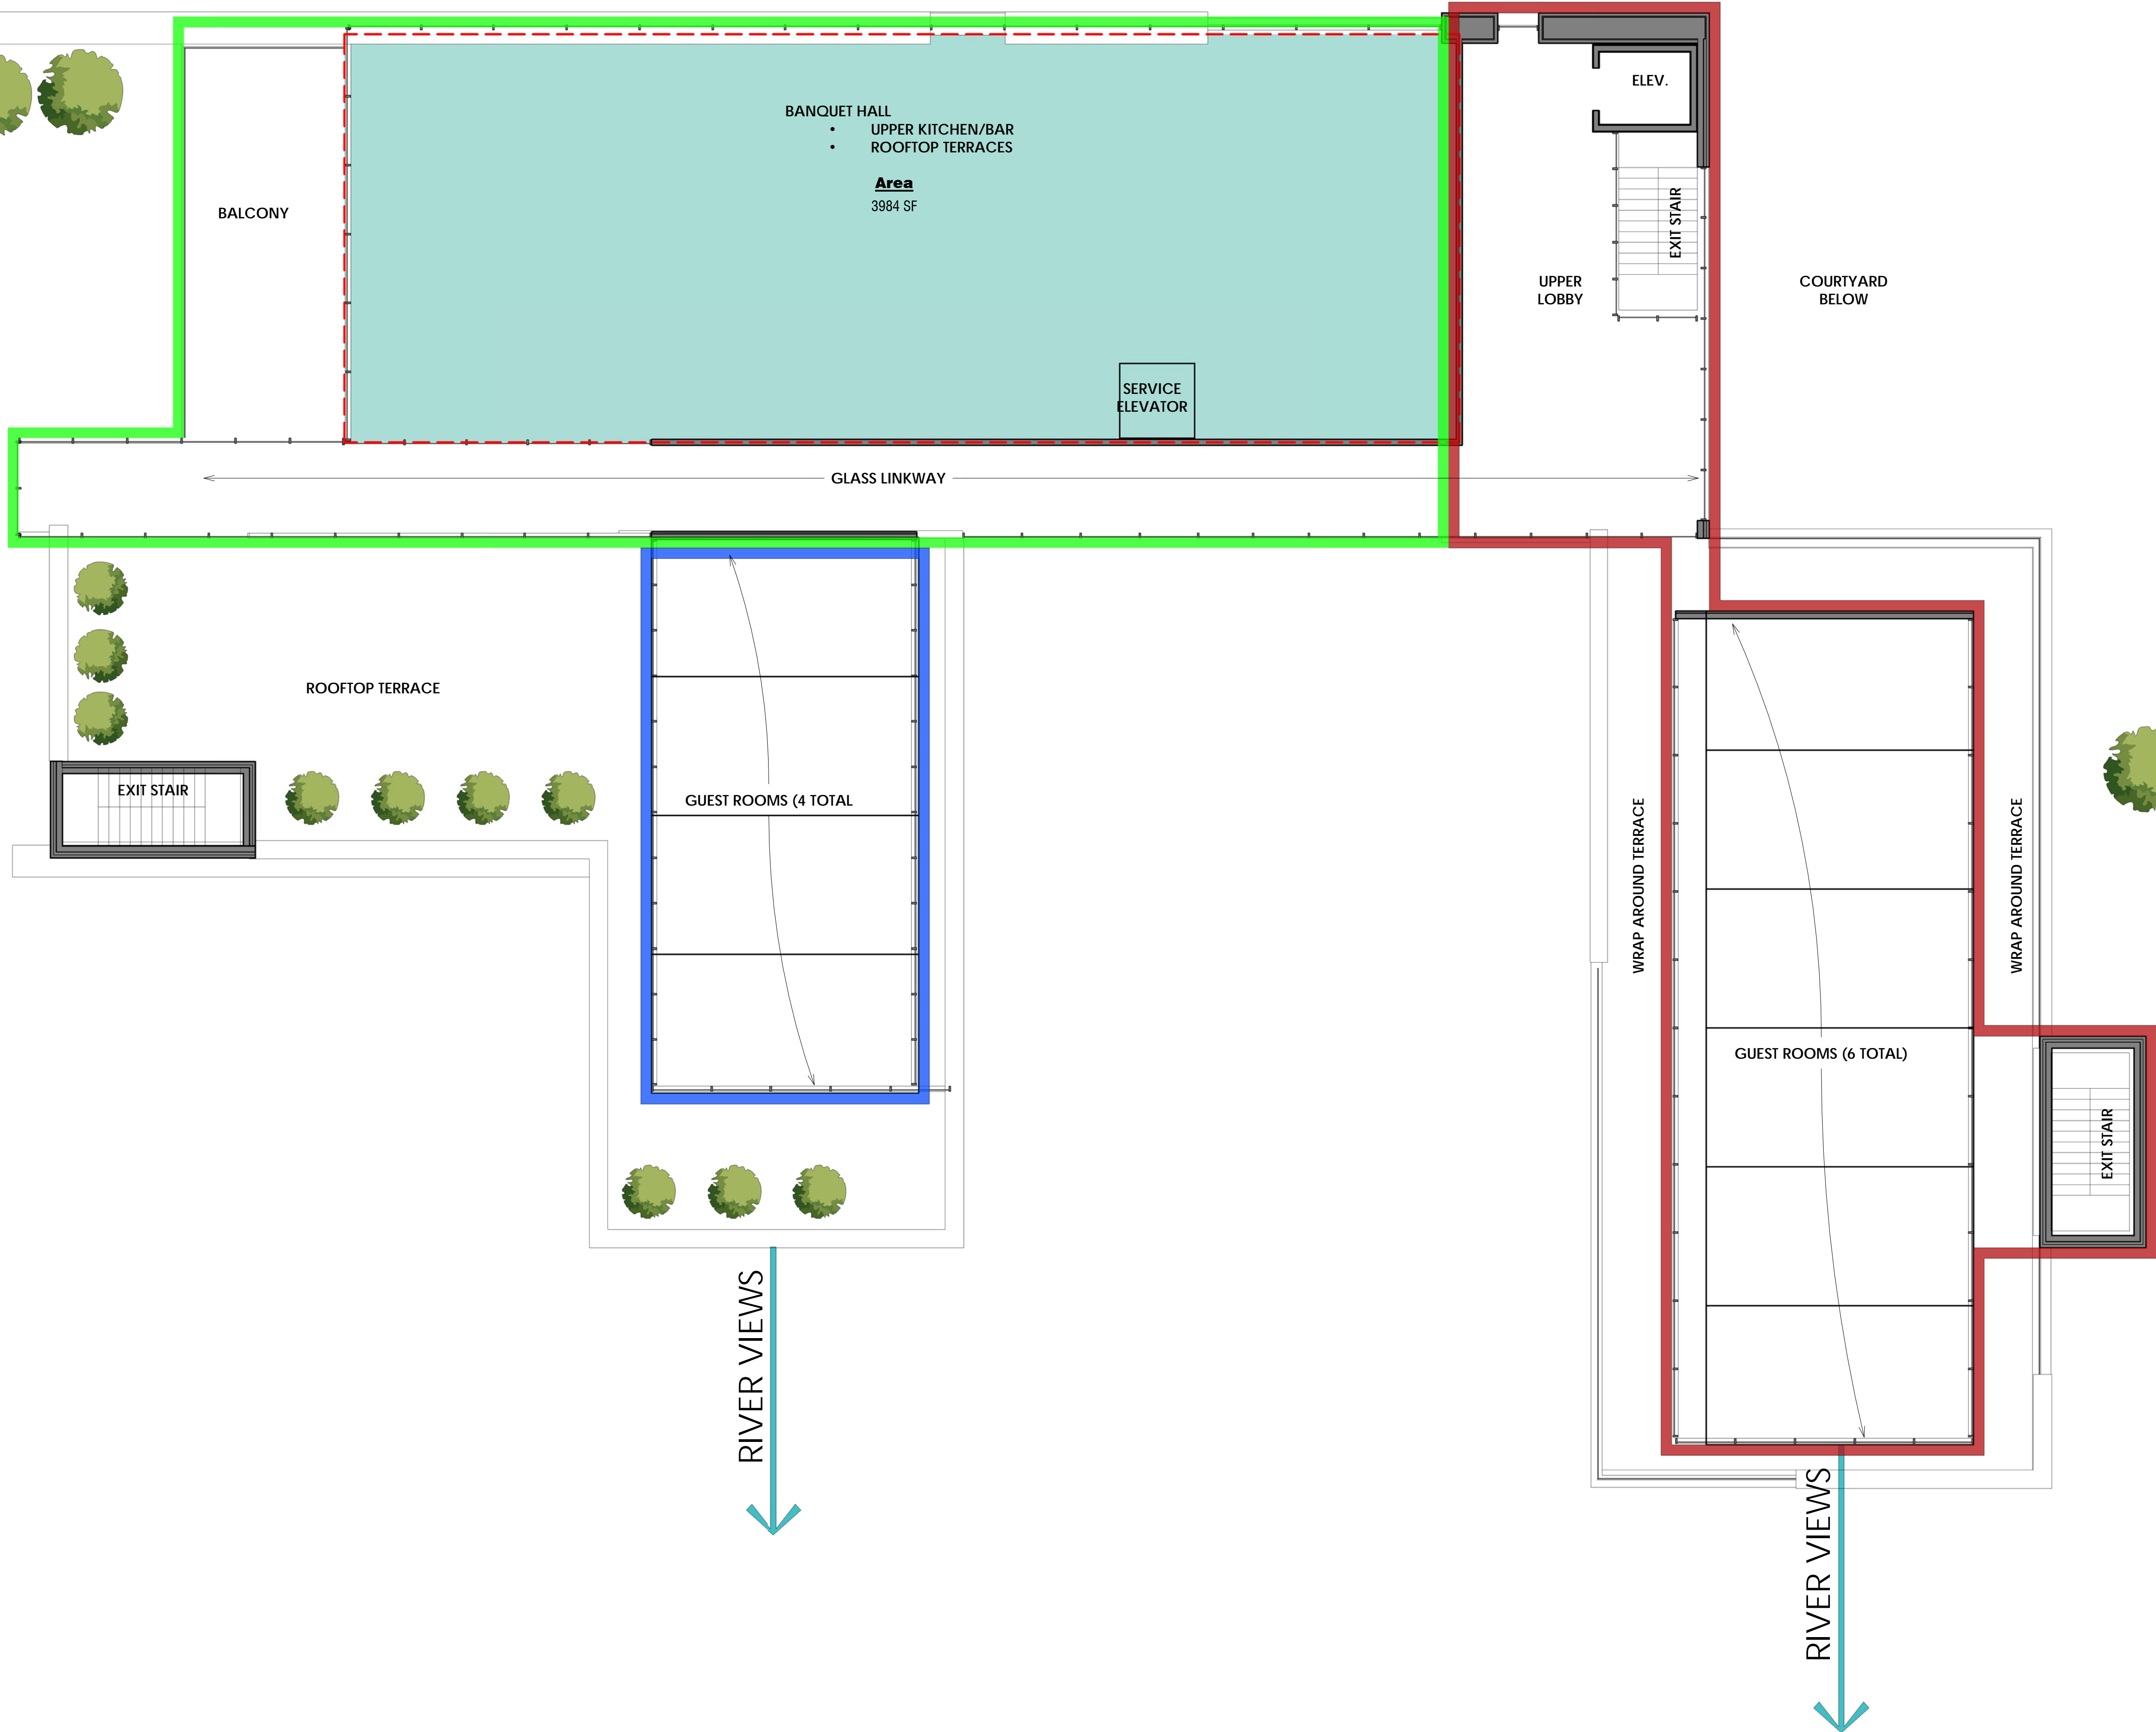 ELEV.
BANQUET HALL
• UPPER KITCHEN/BAR
• ROOFTOP TERRACES
Area
3984 SF
BALCONY
EXIT STAIR
UPPER
LOBBY
COURTYARD
BELOW
SERVICE
ELEVATOR
GLASS LINKWAY
ROOFTOP TERRACE
EXIT STAIR
GUEST ROOMS (4 TOTAL
WRAP AROUND TERRACE
WRAP AROUND TERRACE
GUEST ROOMS (6 TOTAL)
EXIT STAIR
RIVER VIEWS
RIVER VIEWS